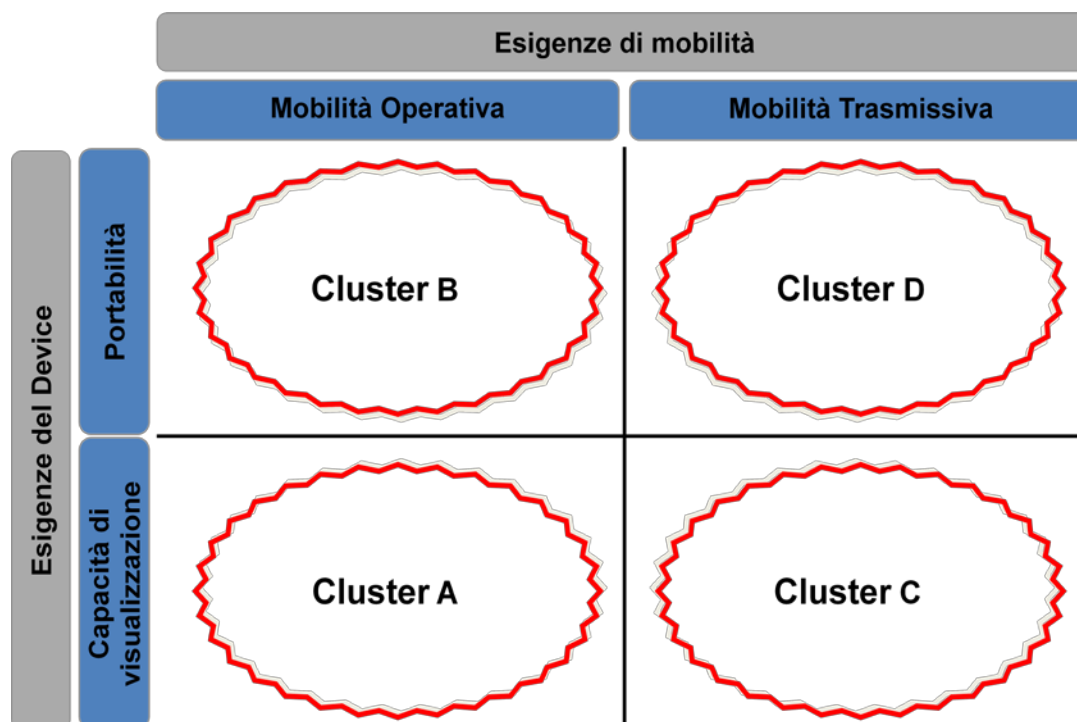 Esigenze di mobilità
Mobilità Operativa
Mobilità Trasmissiva
Esigenze del Device
Portabilità
Cluster B
Cluster D
Capacità di
visualizzazione
Cluster A
Cluster C